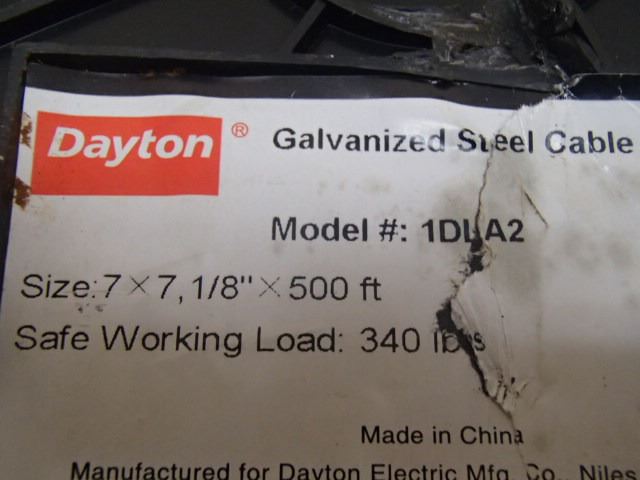 Dayton ® Galvanized Steel Cable
Model #: 1DLA2
Size: 7×7, 1/8"×500 ft
Safe Working Load: 340 lbs
Made in China
Manufactured for Dayton Electric Mfg. Co., Niles